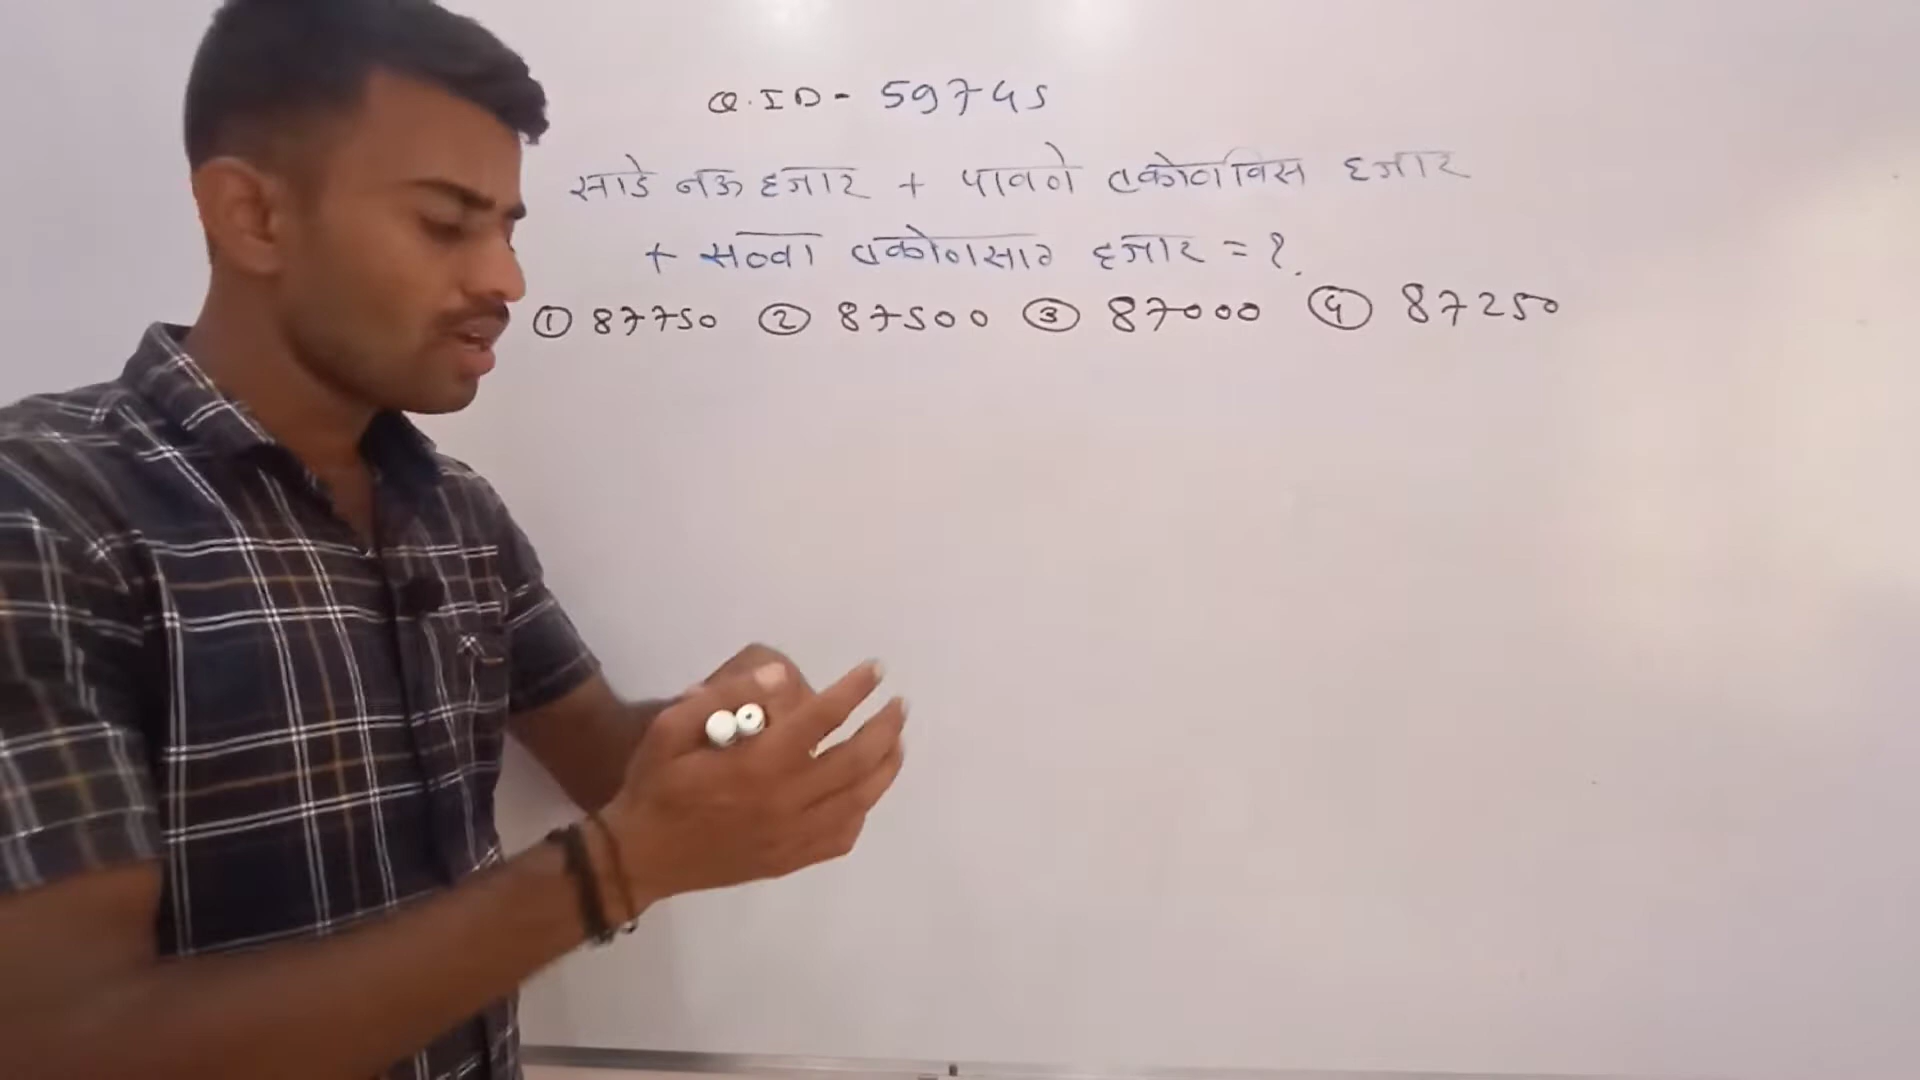 Q.ID- 59745
साडे नऊ हजार + पावणे एकोणविस हजार
+ सव्वा एकोणसाठ हजार = ?
① 87750 ② 87500 ③ 87000 ④ 87250